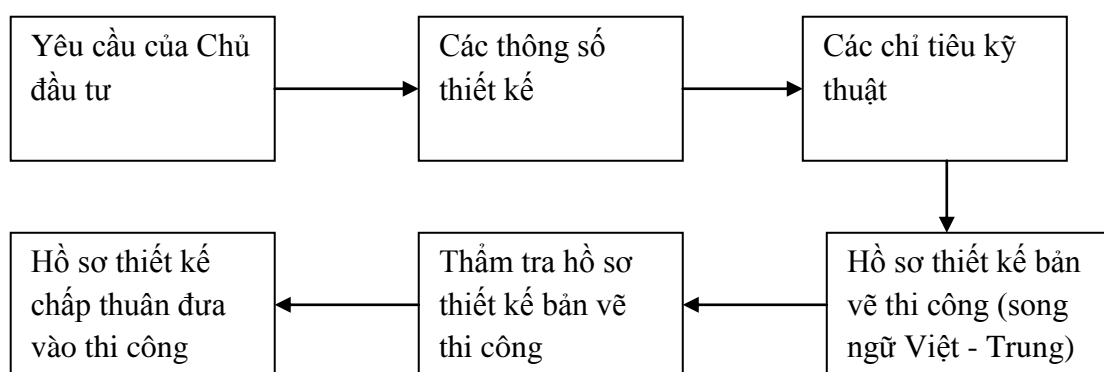 Yêu cầu của Chủ
đầu tư
Các thông số
thiết kế
Các chỉ tiêu kỹ
thuật
Hồ sơ thiết kế bản
vẽ thi công (song
ngữ Việt - Trung)
Thẩm tra hồ sơ
thiết kế bản vẽ
thi công
Hồ sơ thiết kế
chấp thuân đưa
vào thi công